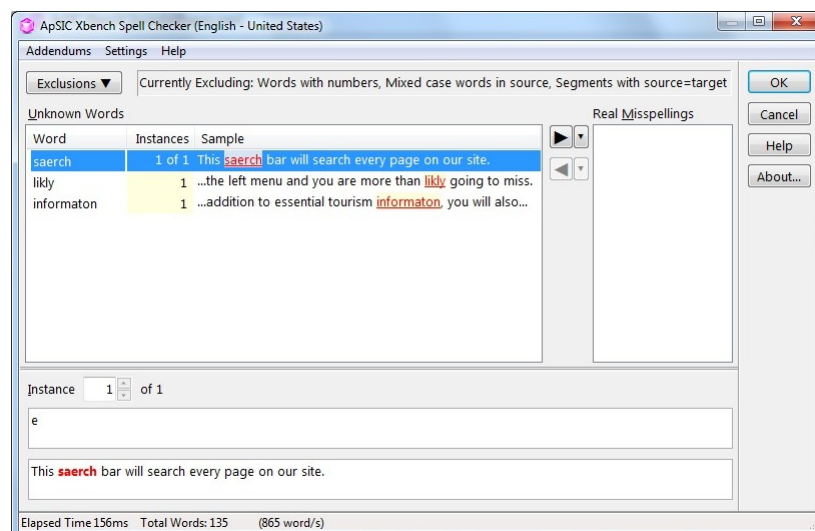 ApSIC Xbench Spell Checker (English - United States)
Addendums Settings Help
Exclusions ▼ Currently Excluding: Words with numbers, Mixed case words in source, Segments with source=target OK
Unknown Words Real Misspellings Cancel
Word Instances Sample Help
saerch 1 of 1 This saerch bar will search every page on our site.
likly 1 ...the left menu and you are more than likly going to miss. About...
informaton 1 ...addition to essential tourism informaton, you will also...
Instance 1 of 1
e
This saerch bar will search every page on our site.
Elapsed Time 156ms Total Words: 135 (865 word/s)